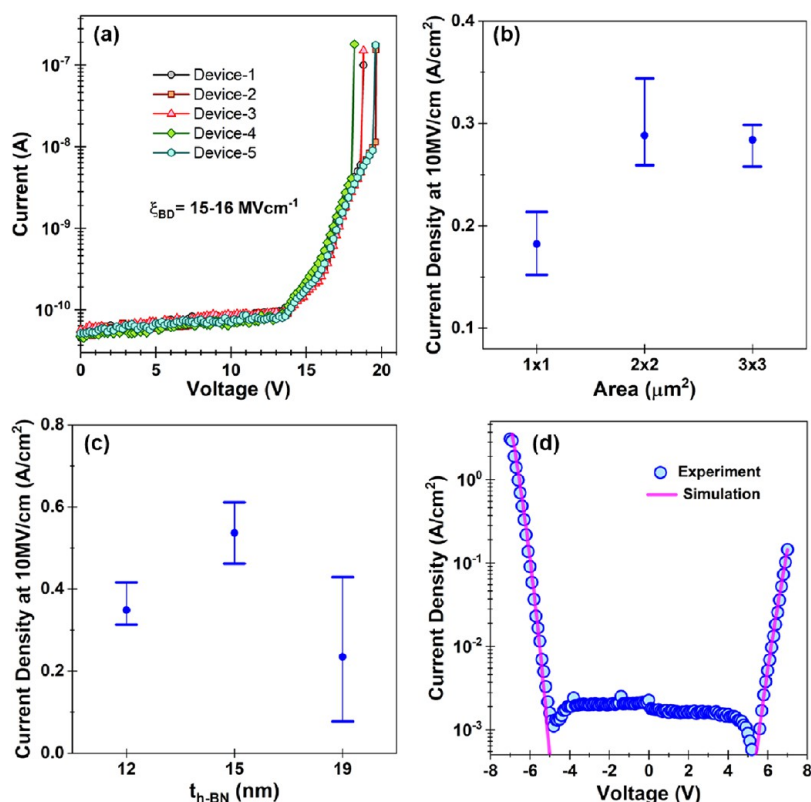 (a)
Current (A)
10⁻⁷
10⁻⁸
10⁻⁹
10⁻¹⁰
Device-1
Device-2
Device-3
Device-4
Device-5
ξBD= 15-16 MVcm⁻¹
0 5 10 15 20
Voltage (V)
(b)
Current Density at 10MV/cm (A/cm²)
0.4
0.3
0.2
0.1
1x1 2x2 3x3
Area (μm²)
(c)
Current Density at 10MV/cm (A/cm²)
0.8
0.6
0.4
0.2
0.0
12 15 19
th-BN (nm)
(d)
Current Density (A/cm²)
10⁰
10⁻¹
10⁻²
10⁻³
Experiment
Simulation
-8 -6 -4 -2 0 2 4 6 8
Voltage (V)